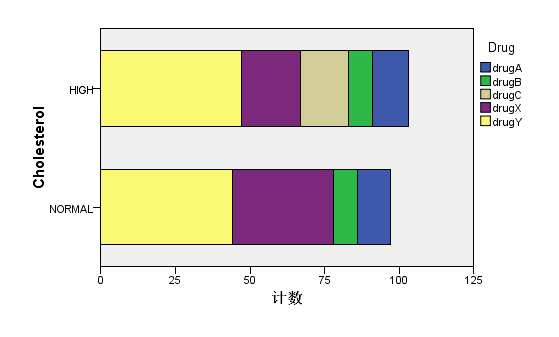 Drug
drugA
drugB
drugC
drugX
drugY
Cholesterol
HIGH
NORMAL
0 25 50 75 100 125
计数